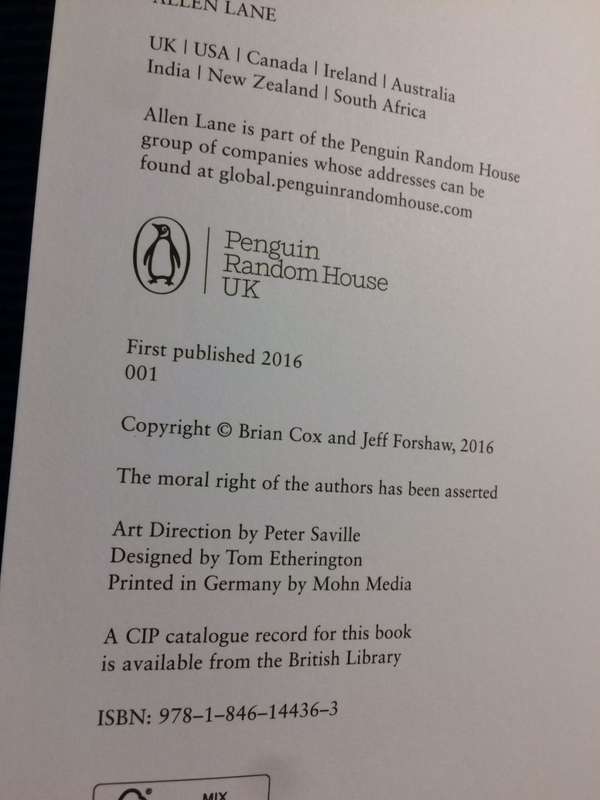 ALLEN LANE
UK | USA | Canada | Ireland | Australia
India | New Zealand | South Africa
Allen Lane is part of the Penguin Random House
group of companies whose addresses can be
found at global.penguinrandomhouse.com
Penguin
Random House
UK
First published 2016
001
Copyright © Brian Cox and Jeff Forshaw, 2016
The moral right of the authors has been asserted
Art Direction by Peter Saville
Designed by Tom Etherington
Printed in Germany by Mohn Media
A CIP catalogue record for this book
is available from the British Library
ISBN: 978–1–846–14436–3
MIX